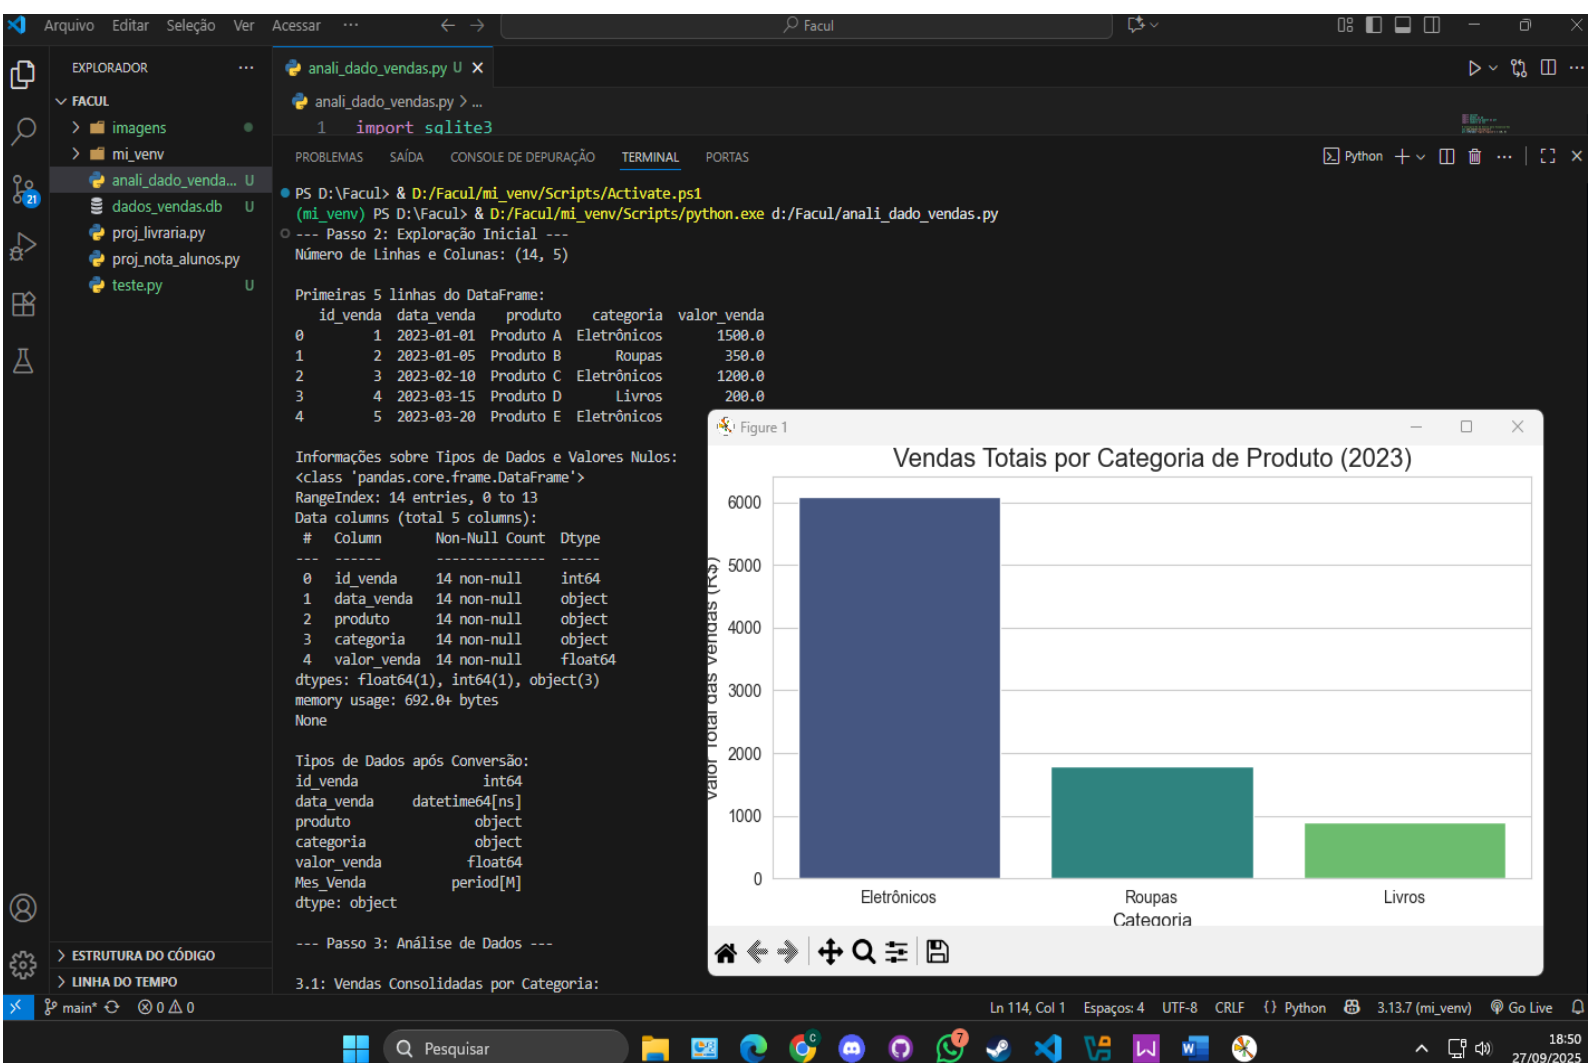 Arquivo Editar Seleção Ver Acessar ··· Facul
EXPLORADOR ···
FACUL
imagens
mi_venv
anali_dado_venda... U
dados_vendas.db U
proj_livraria.py
proj_nota_alunos.py
teste.py U
21
ESTRUTURA DO CÓDIGO
LINHA DO TEMPO
anali_dado_vendas.py U
anali_dado_vendas.py > ...
1 import sqlite3
PROBLEMS SAÍDA CONSOLE DE DEPURAÇÃO TERMINAL PORTAS
Python
PS D:\Facul> & D:/Facul/mi_venv/Scripts/Activate.ps1
(mi_venv) PS D:\Facul> & D:/Facul/mi_venv/Scripts/python.exe d:/Facul/anali_dado_vendas.py
--- Passo 2: Exploração Inicial ---
Número de Linhas e Colunas: (14, 5)
Primeiras 5 linhas do DataFrame:
id_venda data_venda produto categoria valor_venda
0 1 2023-01-01 Produto A Eletrônicos 1500.0
1 2 2023-01-05 Produto B Roupas 350.0
2 3 2023-02-10 Produto C Eletrônicos 1200.0
3 4 2023-03-15 Produto D Livros 200.0
4 5 2023-03-20 Produto E Eletrônicos
Informações sobre Tipos de Dados e Valores Nulos:
<class 'pandas.core.frame.DataFrame'>
RangeIndex: 14 entries, 0 to 13
Data columns (total 5 columns):
# Column Non-Null Count Dtype
--- ------ -------------- -----
0 id_venda 14 non-null int64
1 data_venda 14 non-null object
2 produto 14 non-null object
3 categoria 14 non-null object
4 valor_venda 14 non-null float64
dtypes: float64(1), int64(1), object(3)
memory usage: 692.0+ bytes
None
Tipos de Dados após Conversão:
id_venda int64
data_venda datetime64[ns]
produto object
categoria object
valor_venda float64
Mes_Venda period[M]
dtype: object
--- Passo 3: Análise de Dados ---
3.1: Vendas Consolidadas por Categoria:
Figure 1
Vendas Totais por Categoria de Produto (2023)
Valor Total das Vendas (R$)
6000
5000
4000
3000
2000
1000
0
Eletrônicos Roupas Livros
Categoria
main* 0 0 Ln 114, Col 1 Espaços: 4 UTF-8 CRLF {} Python 3.13.7 (mi_venv) Go Live
Pesquisar
C
7
18:50
27/09/2025